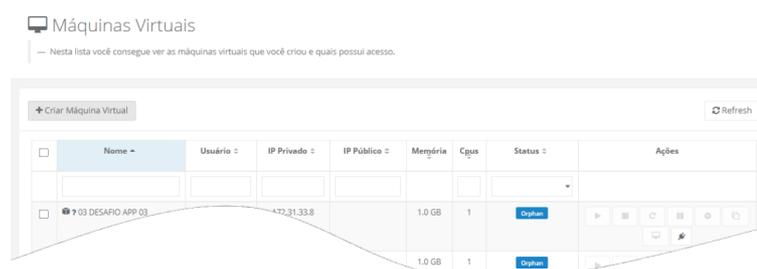 Máquinas Virtuais
— Nesta lista você consegue ver as máquinas virtuais que você criou e quais possui acesso.
+ Criar Máquina Virtual
Refresh
Nome Usuário IP Privado IP Público Memória Cpus Status Ações
? 03 DESAFIO APP 03 172.31.33.8 1.0 GB 1 Orphan
1.0 GB 1 Orphan